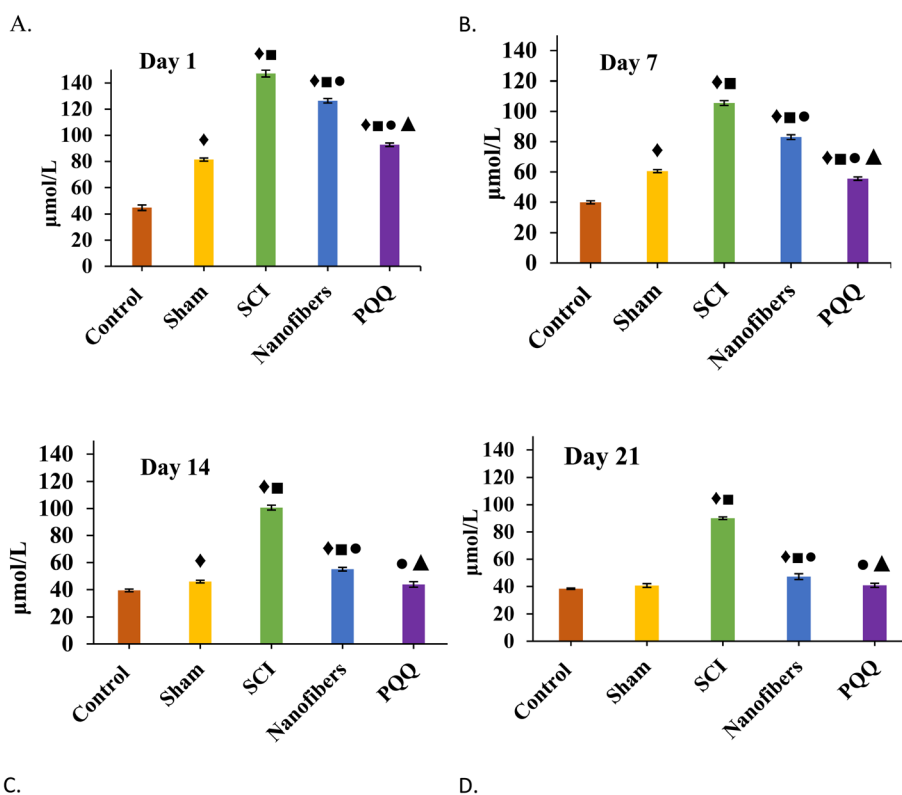 A.
Day 1
µmol/L
140
120
100
80
60
40
20
0
♦■
♦■●
♦
♦■●▲
Control
Sham
SCI
Nanofibers
PQQ
B.
Day 7
µmol/L
140
120
100
80
60
40
20
0
♦■
♦■●
♦
♦■●▲
Control
Sham
SCI
Nanofibers
PQQ
Day 14
µmol/L
140
120
100
80
60
40
20
0
♦■
♦
♦■●
●▲
Control
Sham
SCI
Nanofibers
PQQ
Day 21
µmol/L
140
120
100
80
60
40
20
0
♦■
♦■●
●▲
Control
Sham
SCI
Nanofibers
PQQ
C.
D.